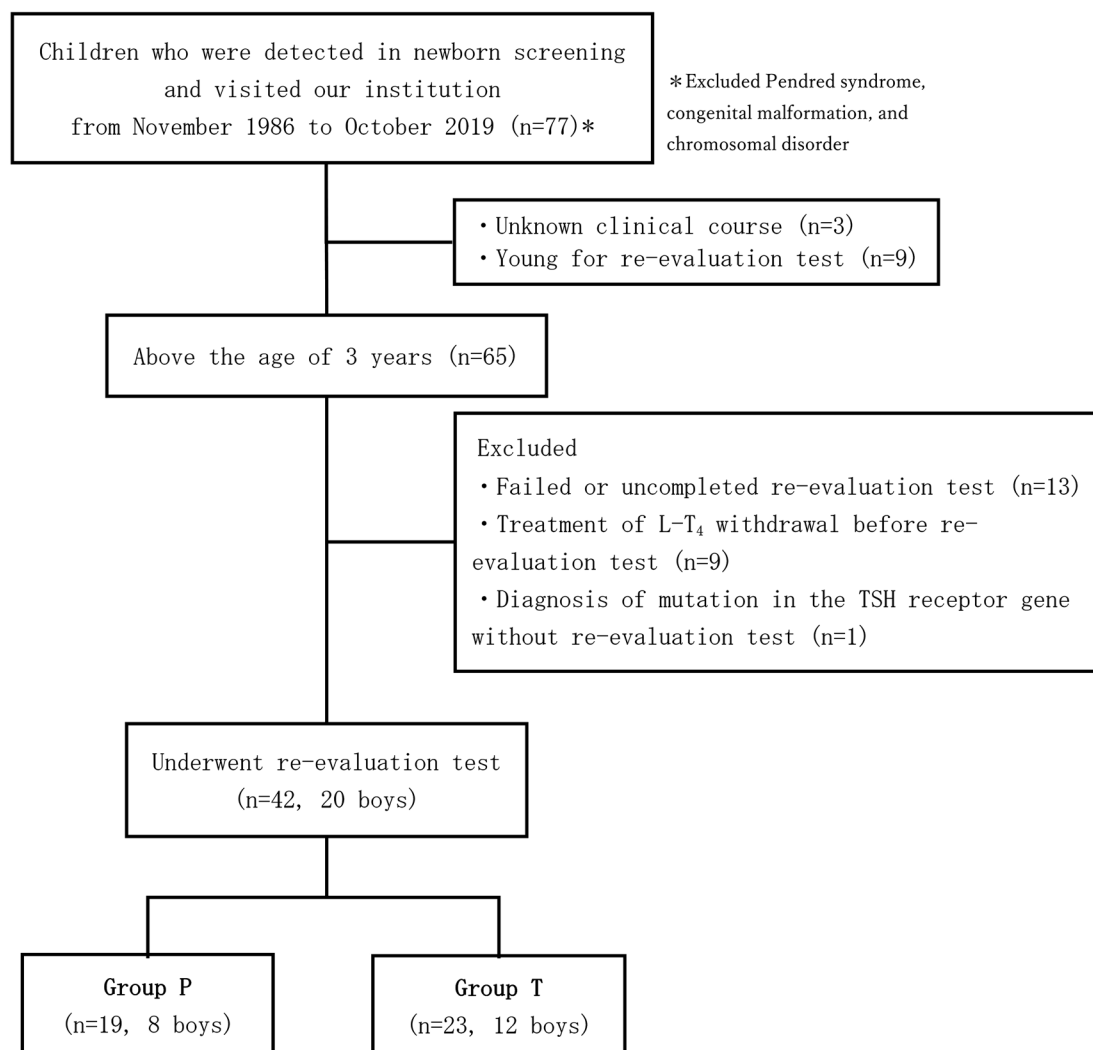 Children who were detected in newborn screening
and visited our institution
from November 1986 to October 2019 (n=77)*
*Excluded Pendred syndrome,
congenital malformation, and
chromosomal disorder
・Unknown clinical course (n=3)
・Young for re-evaluation test (n=9)
Above the age of 3 years (n=65)
Excluded
・Failed or uncompleted re-evaluation test (n=13)
・Treatment of L-T₄ withdrawal before re-
evaluation test (n=9)
・Diagnosis of mutation in the TSH receptor gene
without re-evaluation test (n=1)
Underwent re-evaluation test
(n=42, 20 boys)
Group P
(n=19, 8 boys)
Group T
(n=23, 12 boys)